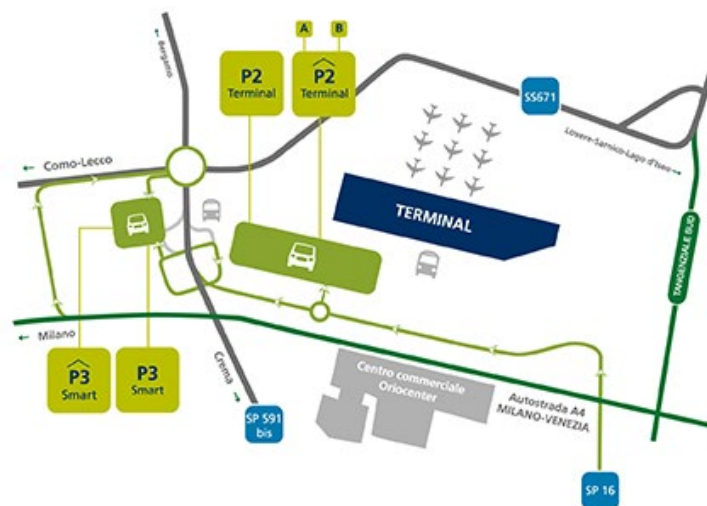 A
B
Bergamo
P2
Terminal
P2
Terminal
SS671
Lovere-Sarnico-Lago d'Iseo
Como-Lecco
TERMINAL
TANGENZIALE SUD
Milano
P3
Smart
P3
Smart
Crema
SP 591
bis
Centro commerciale
Oriocenter
Autostrada A4
MILANO-VENEZIA
SP 16